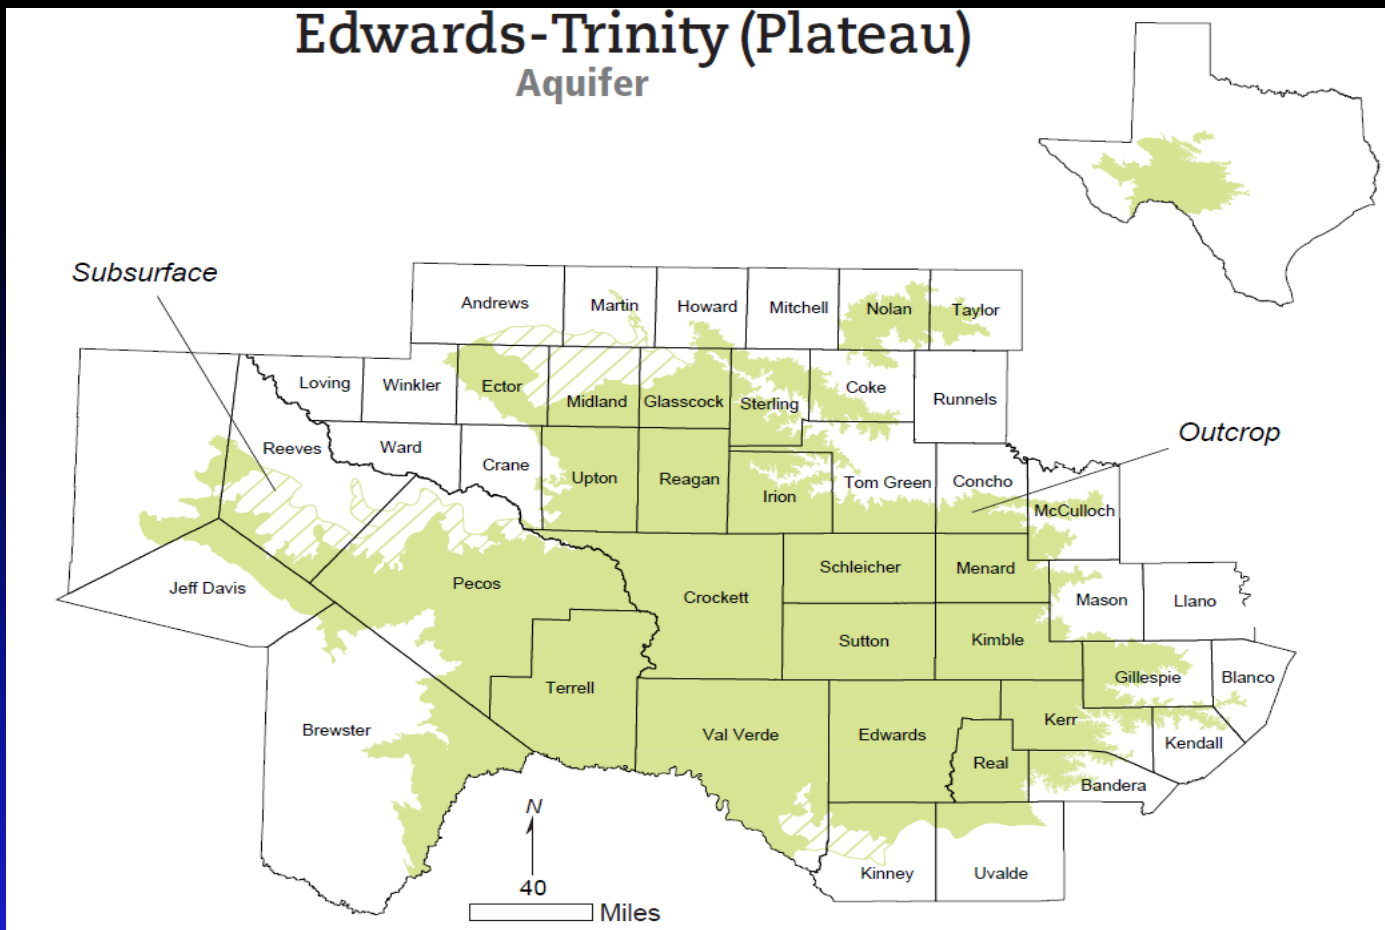 Edwards-Trinity (Plateau)
Aquifer
Subsurface
Andrews
Martin
Howard
Mitchell
Nolan
Taylor
Loving
Winkler
Ector
Midland
Glasscock
Sterling
Coke
Runnels
Outcrop
Reeves
Ward
Crane
Upton
Reagan
Irion
Tom Green
Concho
McCulloch
Jeff Davis
Pecos
Crockett
Schleicher
Menard
Mason
Llano
Sutton
Kimble
Terrell
Gillespie
Blanco
Brewster
Val Verde
Edwards
Kerr
Kendall
Real
Bandera
Kinney
Uvalde
N
40
Miles